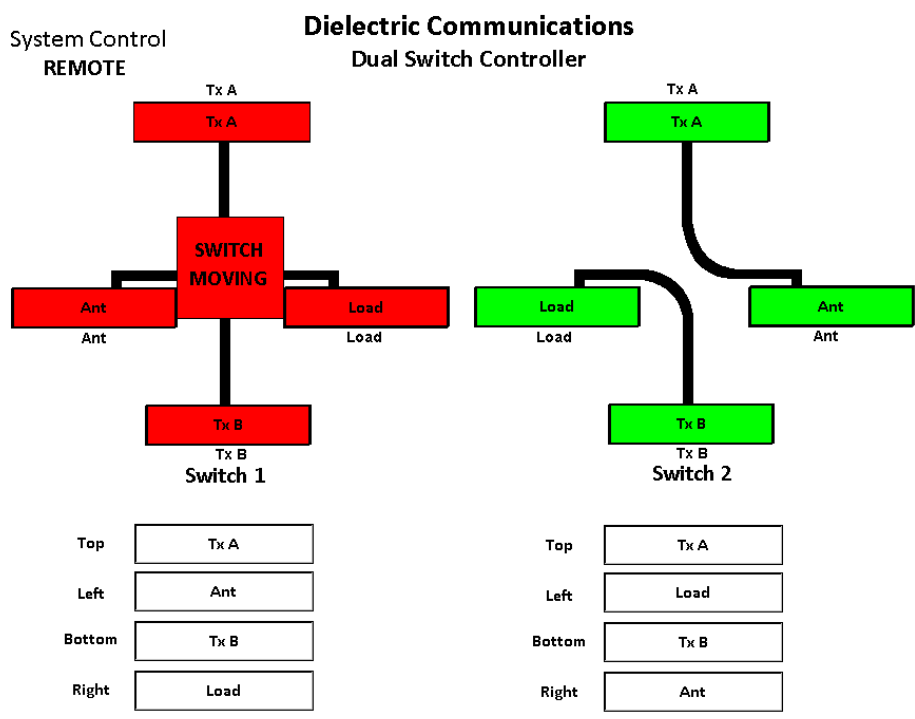 Dielectric Communications
System Control
Dual Switch Controller
REMOTE
Tx A
Tx A
SWITCH
MOVING
Ant
Ant
Load
Load
Tx B
Tx B
Switch 1
Tx A
Tx A
Load
Load
Ant
Ant
Tx B
Tx B
Switch 2
Top Tx A
Left Ant
Bottom Tx B
Right Load
Top Tx A
Left Load
Bottom Tx B
Right Ant